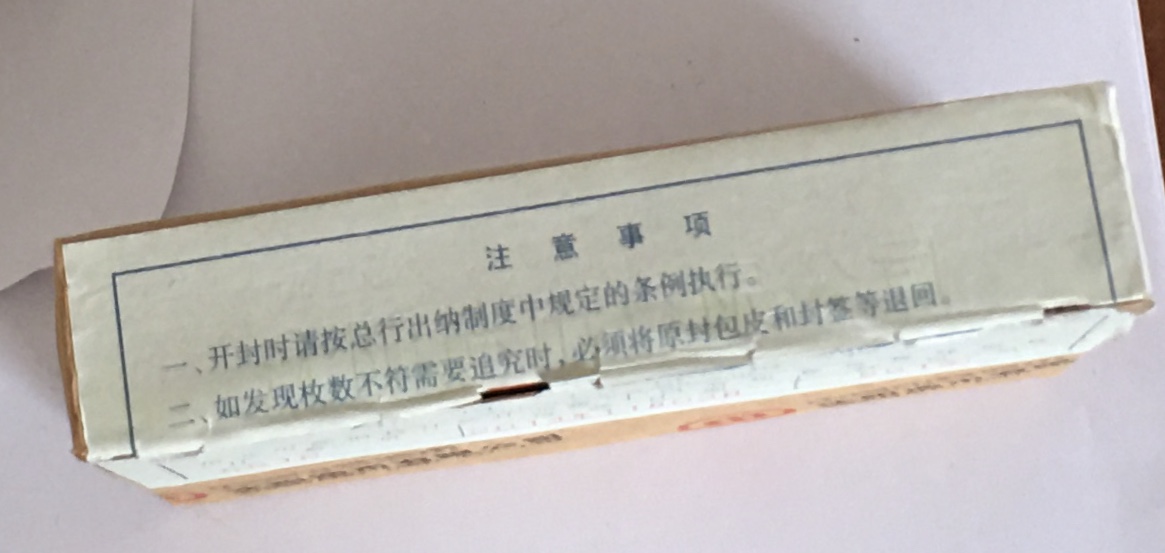 注意事项
一、开封时请按总行出纳制度中规定的条例执行。
二、如发现枚数不符需要追究时,必须将原封包皮和封签等退回。